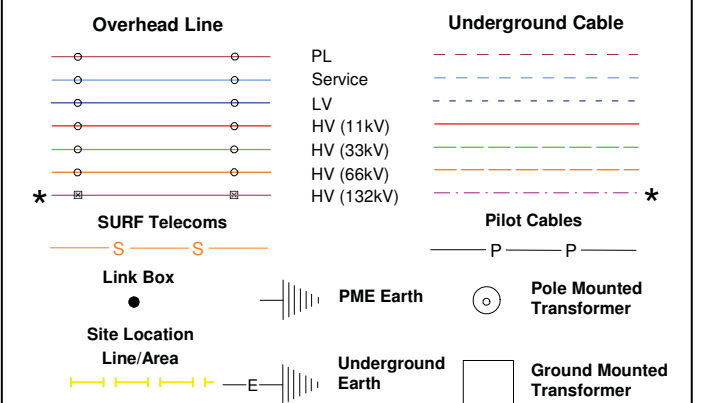 Overhead Line
Underground Cable
PL
Service
LV
HV (11kV)
HV (33kV)
HV (66kV)
* HV (132kV) *
SURF Telecoms
Pilot Cables
S S
P P
Link Box
PME Earth
Pole Mounted
Transformer
Site Location
Line/Area
E
Underground
Earth
Ground Mounted
Transformer